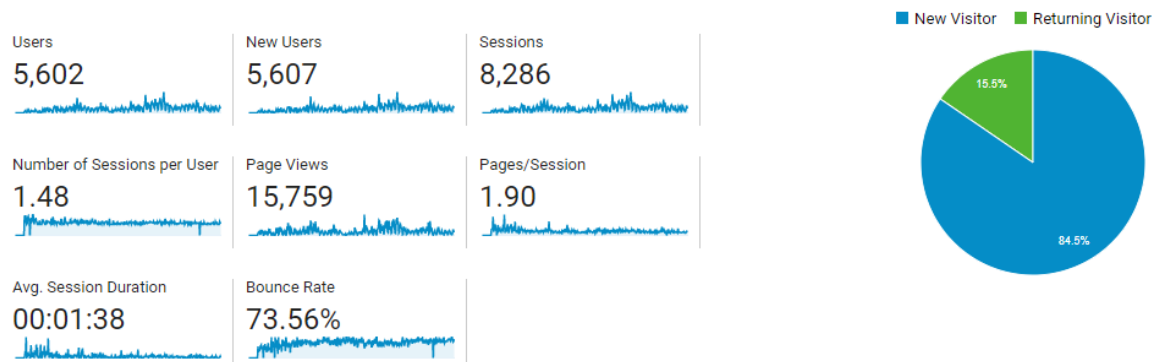 New Visitor Returning Visitor
Users New Users Sessions
5,602 5,607 8,286
15.5%
Number of Sessions per User Page Views Pages/Session
1.48 15,759 1.90
84.5%
Avg. Session Duration Bounce Rate
00:01:38 73.56%